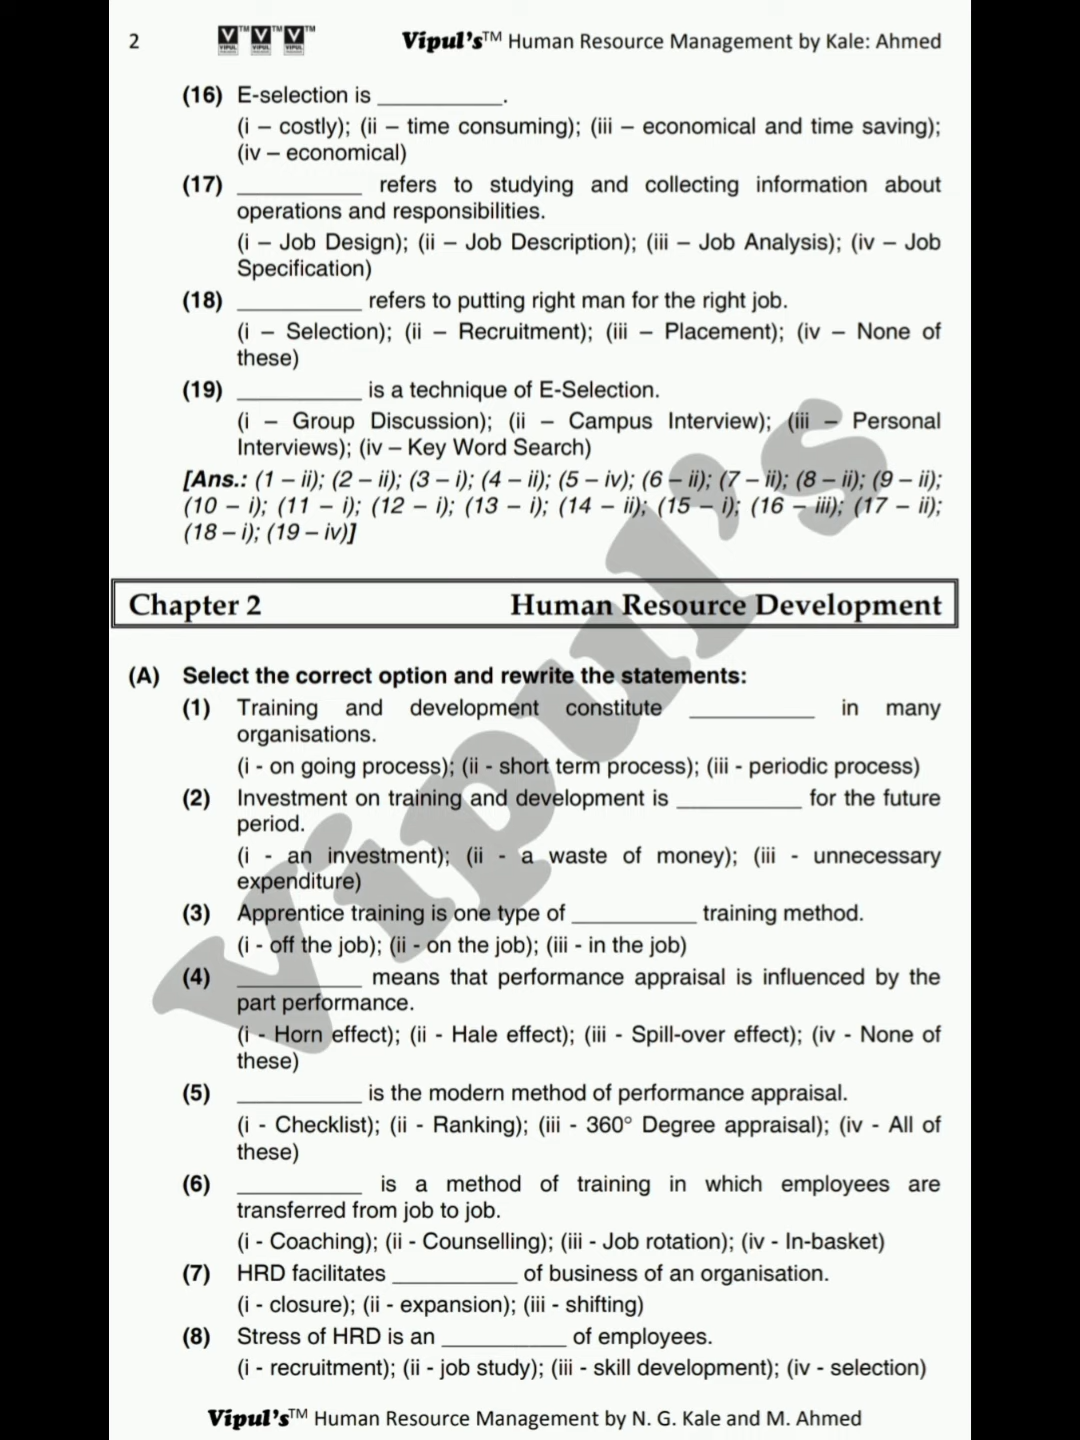 2 V™ V™ V™ Vipul's™ Human Resource Management by Kale: Ahmed
VIPUL VIPUL VIPUL
(16) E-selection is __________.
(i – costly); (ii – time consuming); (iii – economical and time saving);
(iv – economical)
(17) __________ refers to studying and collecting information about
operations and responsibilities.
(i – Job Design); (ii – Job Description); (iii – Job Analysis); (iv – Job
Specification)
(18) __________ refers to putting right man for the right job.
(i – Selection); (ii – Recruitment); (iii – Placement); (iv – None of
these)
(19) __________ is a technique of E-Selection.
(i – Group Discussion); (ii – Campus Interview); (iii – Personal
Interviews); (iv – Key Word Search)
[Ans.: (1 – ii); (2 – ii); (3 – i); (4 – ii); (5 – iv); (6 – ii); (7 – ii); (8 – ii); (9 – ii);
(10 – i); (11 – i); (12 – i); (13 – i); (14 – ii); (15 – i); (16 – iii); (17 – ii);
(18 – i); (19 – iv)]
Chapter 2 Human Resource Development
(A) Select the correct option and rewrite the statements:
(1) Training and development constitute __________ in many
organisations.
(i - on going process); (ii - short term process); (iii - periodic process)
(2) Investment on training and development is __________ for the future
period.
(i - an investment); (ii - a waste of money); (iii - unnecessary
expenditure)
(3) Apprentice training is one type of __________ training method.
(i - off the job); (ii - on the job); (iii - in the job)
(4) __________ means that performance appraisal is influenced by the
part performance.
(i - Horn effect); (ii - Hale effect); (iii - Spill-over effect); (iv - None of
these)
(5) __________ is the modern method of performance appraisal.
(i - Checklist); (ii - Ranking); (iii - 360° Degree appraisal); (iv - All of
these)
(6) __________ is a method of training in which employees are
transferred from job to job.
(i - Coaching); (ii - Counselling); (iii - Job rotation); (iv - In-basket)
(7) HRD facilitates __________ of business of an organisation.
(i - closure); (ii - expansion); (iii - shifting)
(8) Stress of HRD is an __________ of employees.
(i - recruitment); (ii - job study); (iii - skill development); (iv - selection)
Vipul's™ Human Resource Management by N. G. Kale and M. Ahmed
Vipul's